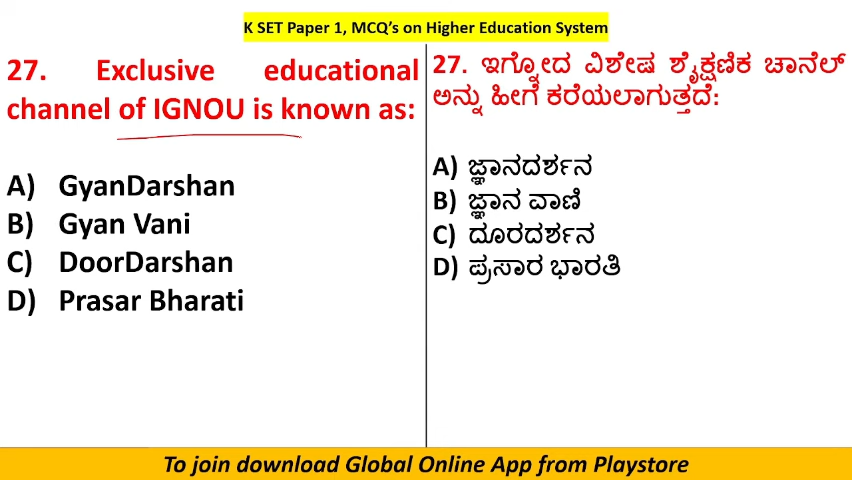 K SET Paper 1, MCQ's on Higher Education System
27. Exclusive educational
channel of IGNOU is known as:
A) GyanDarshan
B) Gyan Vani
C) DoorDarshan
D) Prasar Bharati
27. ಇಗ್ನೋದ ವಿಶೇಷ ಶೈಕ್ಷಣಿಕ ಚಾನೆಲ್
ಅನ್ನು ಹೀಗೆ ಕರೆಯಲಾಗುತ್ತದೆ:
A) ಜ್ಞಾನದರ್ಶನ
B) ಜ್ಞಾನ ವಾಣಿ
C) ದೂರದರ್ಶನ
D) ಪ್ರಸಾರ ಭಾರತಿ
To join download Global Online App from Playstore